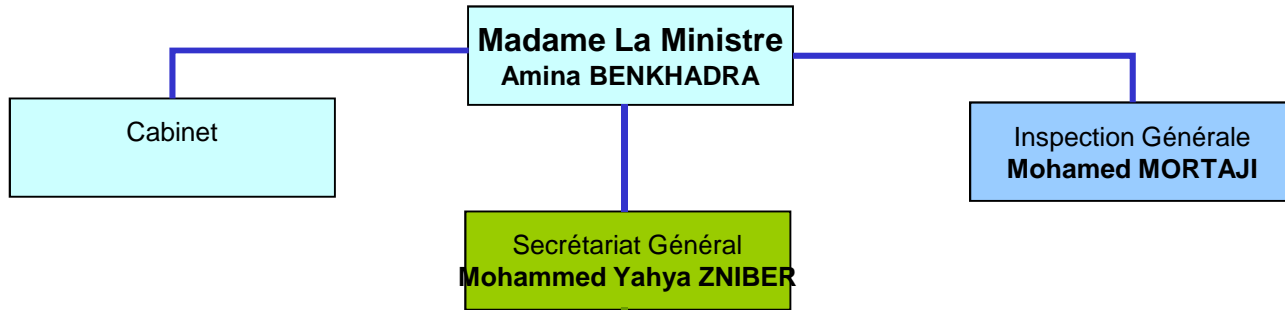 Madame La Ministre
Amina BENKHADRA
Cabinet
Inspection Générale
Mohamed MORTAJI
Secrétariat Général
Mohammed Yahya ZNIBER